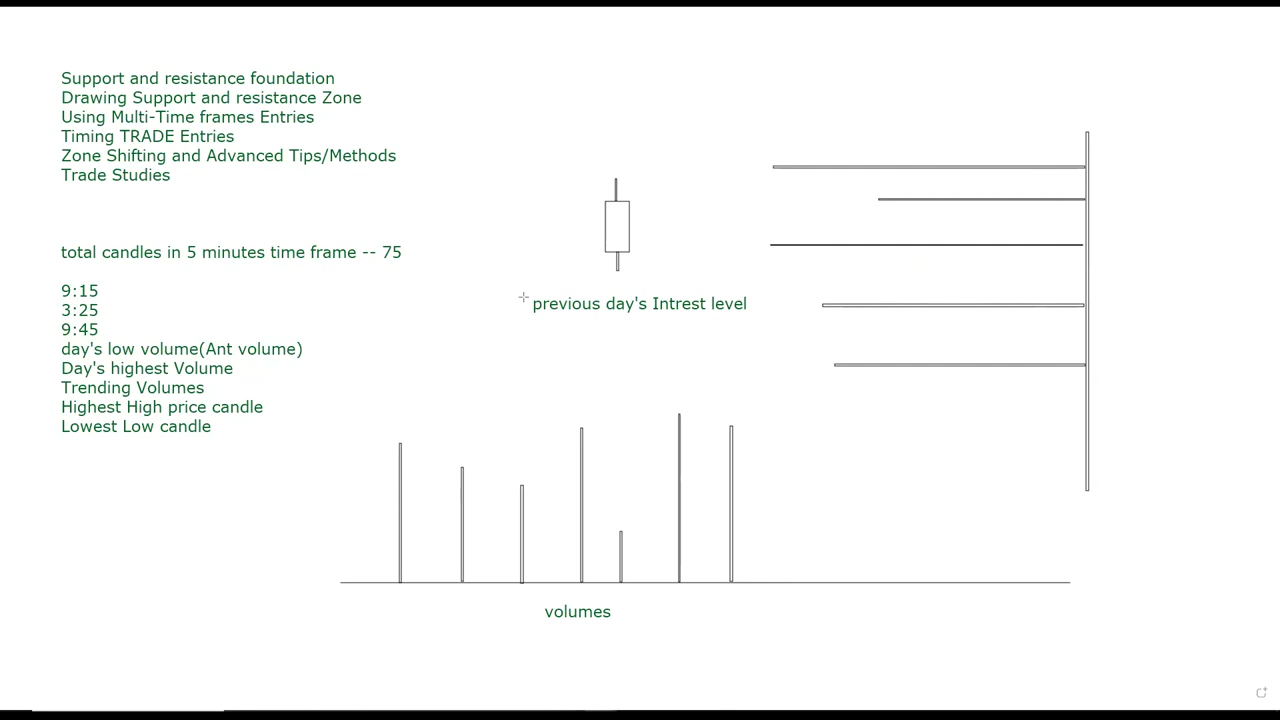 Support and resistance foundation
Drawing Support and resistance Zone
Using Multi-Time frames Entries
Timing TRADE Entries
Zone Shifting and Advanced Tips/Methods
Trade Studies
total candles in 5 minutes time frame -- 75
9:15
3:25
9:45
day's low volume(Ant volume)
Day's highest Volume
Trending Volumes
Highest High price candle
Lowest Low candle
previous day's Intrest level
volumes